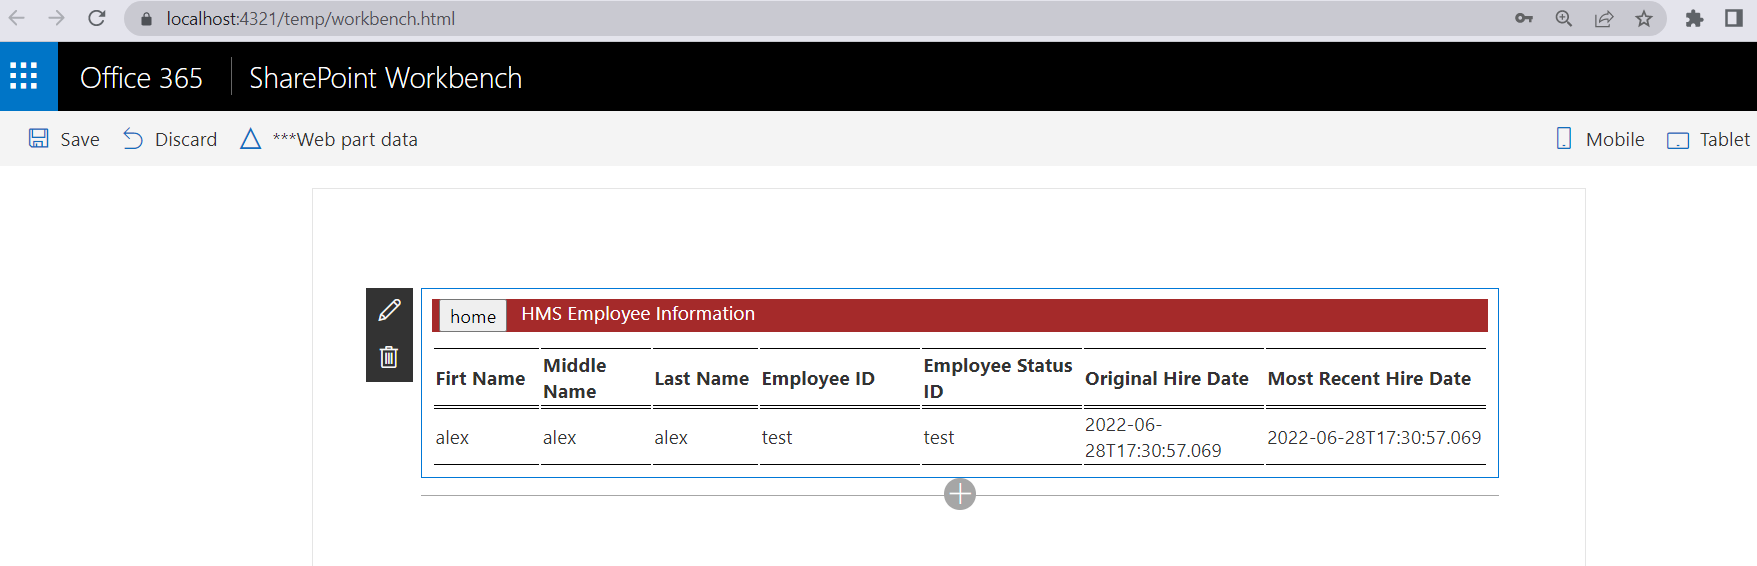 localhost:4321/temp/workbench.html
Office 365 SharePoint Workbench
Save Discard ***Web part data Mobile Tablet
home HMS Employee Information
Firt Name Middle Name Last Name Employee ID Employee Status ID Original Hire Date Most Recent Hire Date
alex alex alex test test 2022-06-28T17:30:57.069 2022-06-28T17:30:57.069